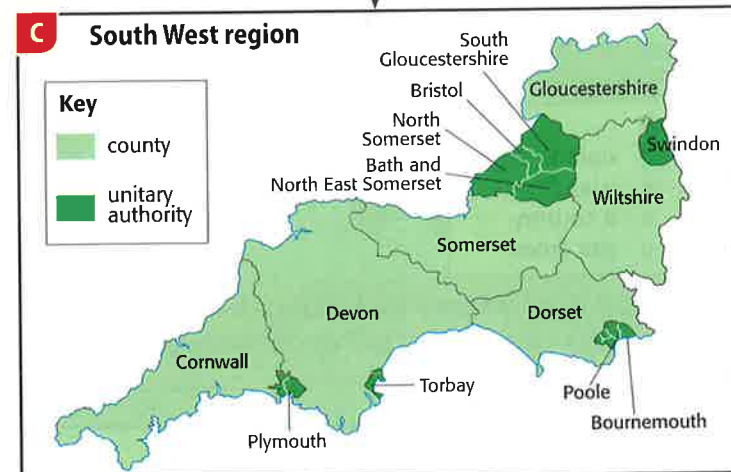 C
South West region
Key
county
unitary
authority
South
Gloucestershire
Bristol
North
Somerset
Bath and
North East Somerset
Gloucestershire
Swindon
Wiltshire
Somerset
Devon
Dorset
Cornwall
Torbay
Plymouth
Poole
Bournemouth